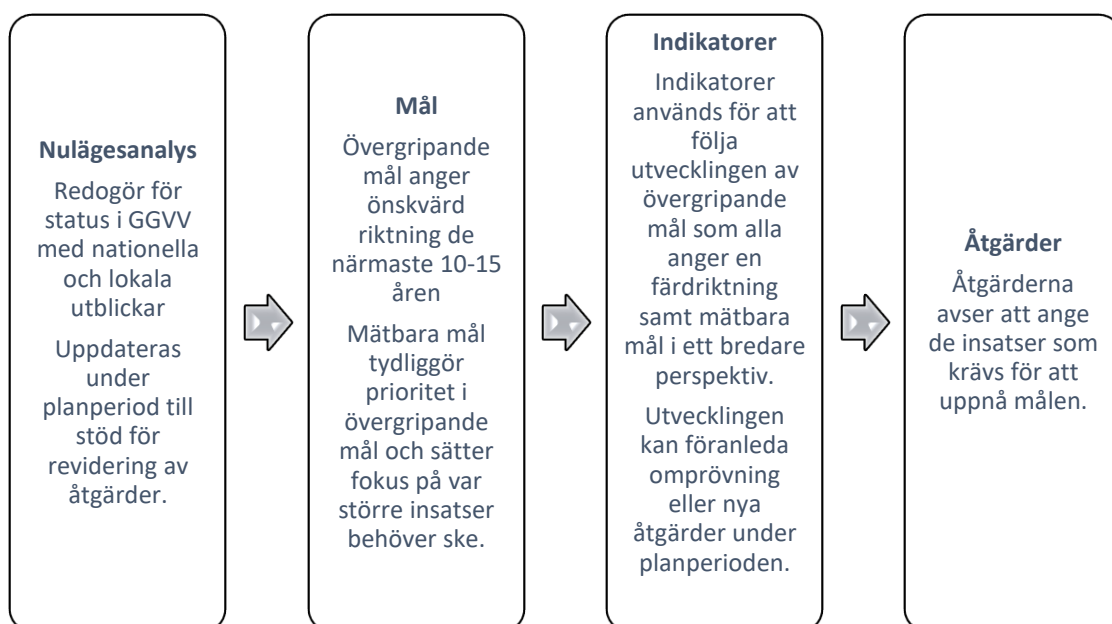 Nulägesanalys
Redogör för
status i GGVV
med nationella
och lokala
utblickar
Uppdateras
under
planperiod till
stöd för
revidering av
åtgärder.
Mål
Övergripande
mål anger
önskvärd
riktning de
närmaste 10-15
åren
Mätbara mål
tydliggör
prioritet i
övergripande
mål och sätter
fokus på var
större insatser
behöver ske.
Indikatorer
Indikatorer
används för att
följa
utvecklingen av
övergripande
mål som alla
anger en
färdriktning
samt mätbara
mål i ett bredare
perspektiv.
Utvecklingen
kan föranleda
omprövning
eller nya
åtgärder under
planperioden.
Åtgärder
Åtgärderna
avser att ange
de insatser som
krävs för att
uppnå målen.